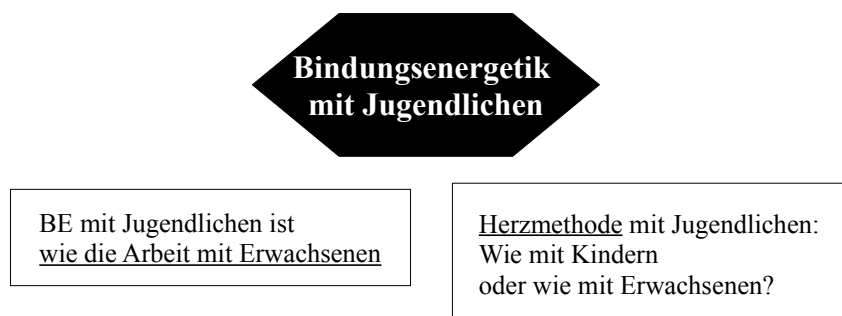 Bindungsenergetik
mit Jugendlichen
BE mit Jugendlichen ist
wie die Arbeit mit Erwachsenen
Herzmethode mit Jugendlichen:
Wie mit Kindern
oder wie mit Erwachsenen?